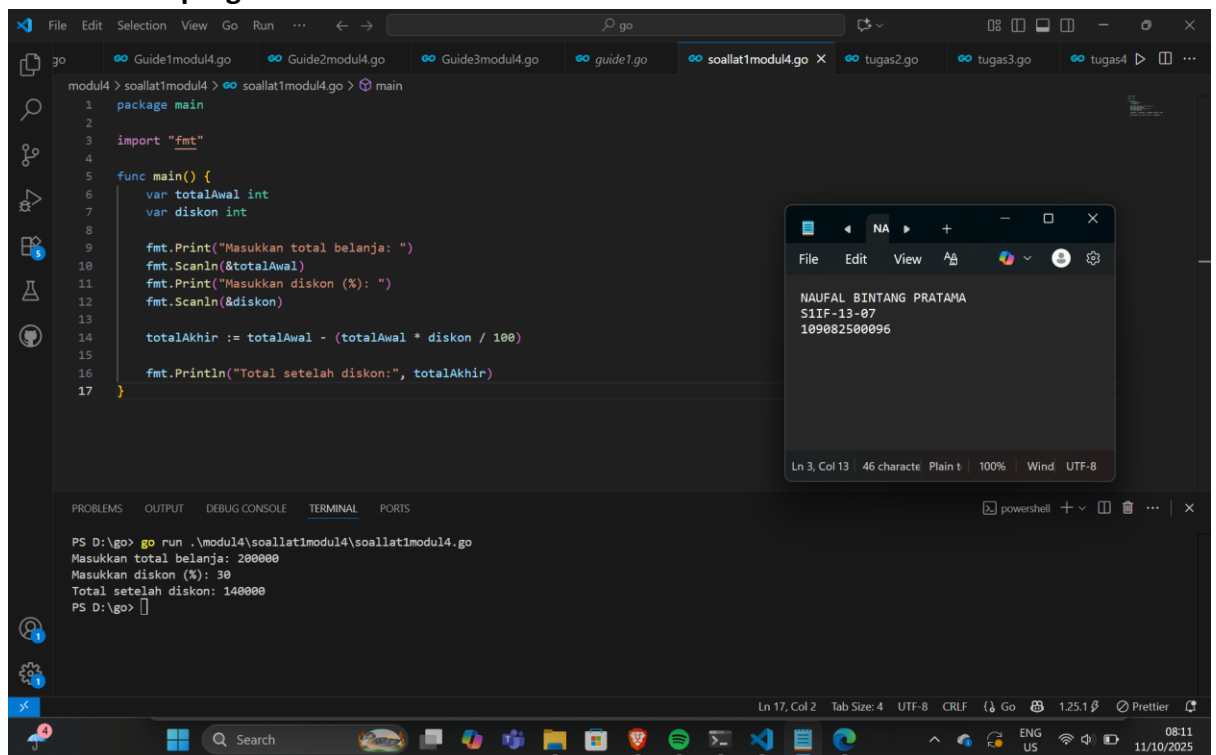 File Edit Selection View Go Run ... go
go Guide1modul4.go Guide2modul4.go Guide3modul4.go guide1.go soallat1modul4.go tugas2.go tugas3.go tugas4
modul4 > soallat1modul4 > soallat1modul4.go > main
1 package main
2
3 import "fmt"
4
5 func main() {
6 var totalAwal int
7 var diskon int
8
9 fmt.Print("Masukkan total belanja: ")
10 fmt.Scanln(&totalAwal)
11 fmt.Print("Masukkan diskon (%): ")
12 fmt.Scanln(&diskon)
13
14 totalAkhir := totalAwal - (totalAwal * diskon / 100)
15
16 fmt.Println("Total setelah diskon:", totalAkhir)
17 }
NA
File Edit View
NAUFAL BINTANG PRATAMA
S1IF-13-07
109082500096
Ln 3, Col 13 46 characte Plain t 100% Wind UTF-8
PROBLEMS OUTPUT DEBUG CONSOLE TERMINAL PORTS powershell
PS D:\go> go run .\modul4\soallat1modul4\soallat1modul4.go
Masukkan total belanja: 200000
Masukkan diskon (%): 30
Total setelah diskon: 140000
PS D:\go>
Ln 17, Col 2 Tab Size: 4 UTF-8 CRLF Go 1.25.1 Prettier
Search ENG US 08:11 11/10/2025